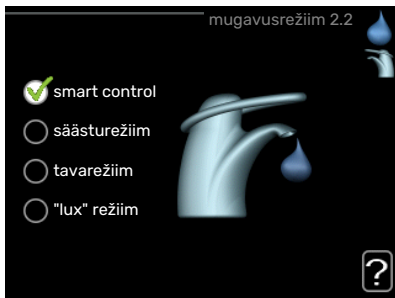 mugavusrežiim 2.2
smart control
säästurežiim
tavarežiim
"lux" režiim
?